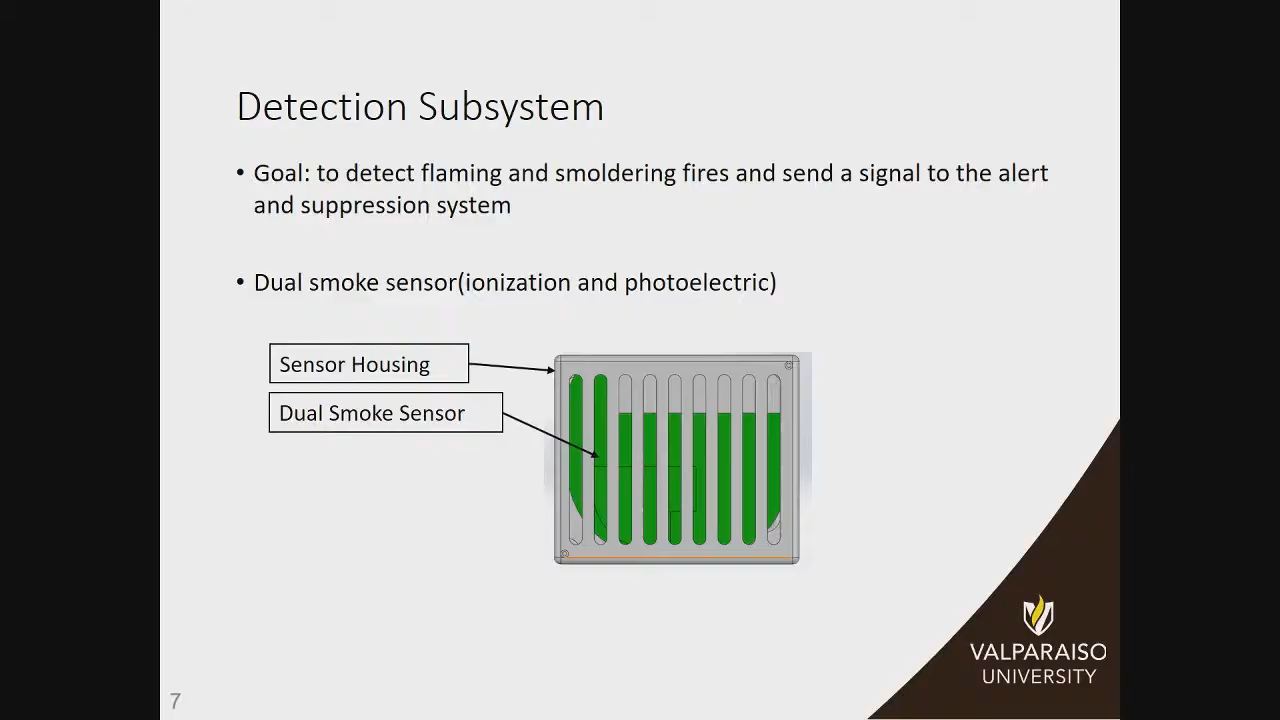 Detection Subsystem
• Goal: to detect flaming and smoldering fires and send a signal to the alert
and suppression system
• Dual smoke sensor(ionization and photoelectric)
Sensor Housing
Dual Smoke Sensor
VALPARAISO
UNIVERSITY
7